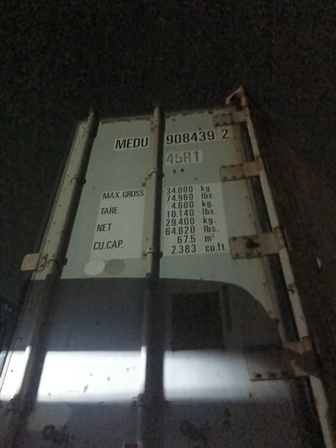 MEDU 908439 2
45R1
MAX. GROSS 34.000 kg.
74.960 lbs.
TARE 4.600 kg.
10.140 lbs.
NET 29.400 kg.
64.820 lbs.
CU.CAP. 67.5 m³
2.383 cu.ft.